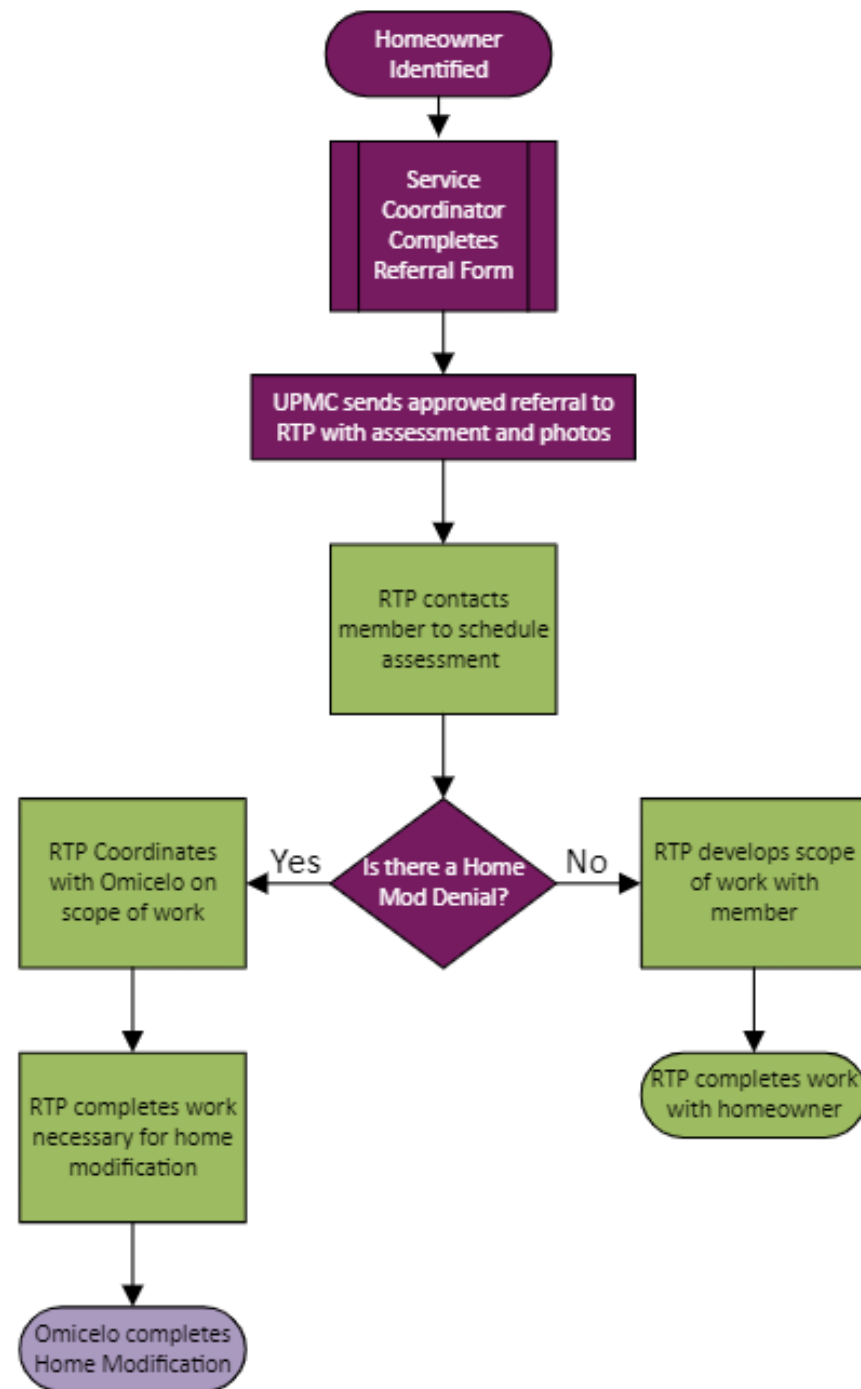 Homeowner
Identified
Service
Coordinator
Completes
Referral Form
UPMC sends approved referral to
RTP with assessment and photos
RTP contacts
member to schedule
assessment
Is there a Home
Mod Denial?
Yes
No
RTP Coordinates
with Omicelo on
scope of work
RTP develops scope
of work with
member
RTP completes work
necessary for home
modification
RTP completes work
with homeowner
Omicelo completes
Home Modification